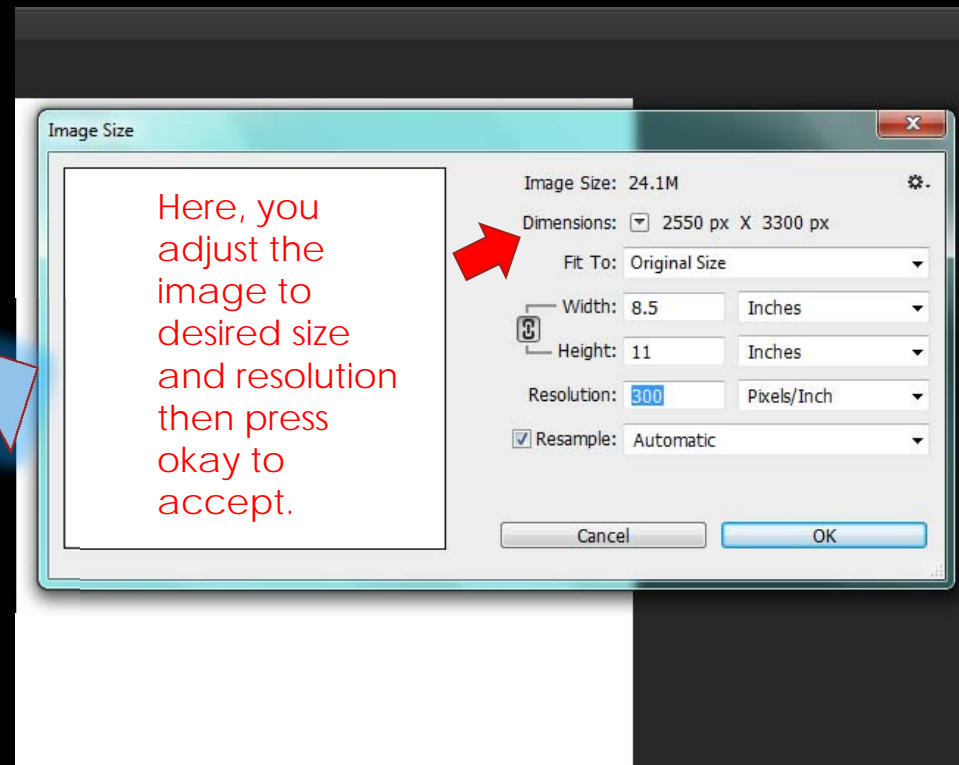 Image Size
Here, you
adjust the
image to
desired size
and resolution
then press
okay to
accept.
Image Size: 24.1M
Dimensions: 2550 px X 3300 px
Fit To: Original Size
Width: 8.5 Inches
Height: 11 Inches
Resolution: 300 Pixels/Inch
Resample: Automatic
Cancel OK